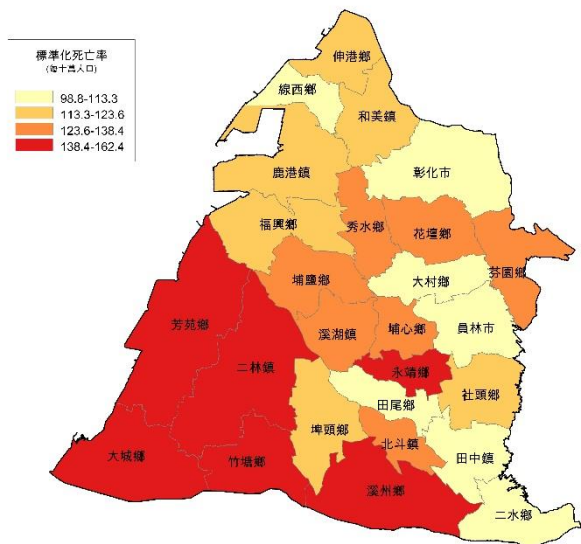 標準化死亡率
(每十萬人口)
98.8-113.3
113.3-123.6
123.6-138.4
138.4-162.4
伸港鄉
線西鄉
和美鎮
鹿港鎮
彰化市
福興鄉
秀水鄉
花壇鄉
芬園鄉
埔鹽鄉
大村鄉
芳苑鄉
溪湖鎮
埔心鄉
員林市
二林鎮
永靖鄉
社頭鄉
田尾鄉
埤頭鄉
北斗鎮
田中鎮
大城鄉
竹塘鄉
溪州鄉
二水鄉